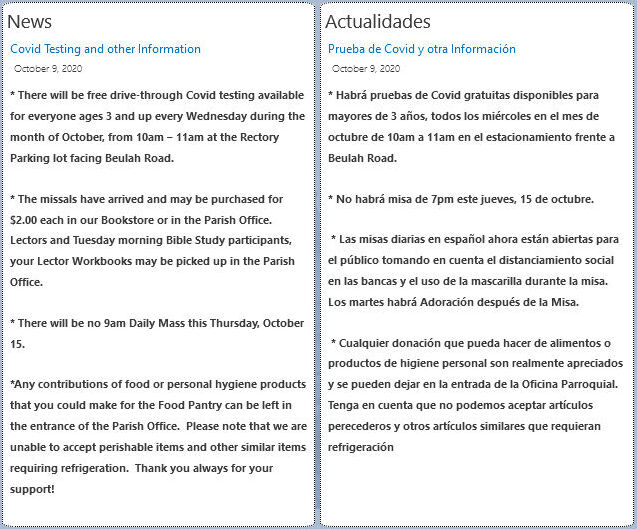 News
Covid Testing and other Information
October 9, 2020
* There will be free drive-through Covid testing available
for everyone ages 3 and up every Wednesday during the
month of October, from 10am – 11am at the Rectory
Parking lot facing Beulah Road.
* The missals have arrived and may be purchased for
$2.00 each in our Bookstore or in the Parish Office.
Lectors and Tuesday morning Bible Study participants,
your Lector Workbooks may be picked up in the Parish
Office.
* There will be no 9am Daily Mass this Thursday, October
15.
*Any contributions of food or personal hygiene products
that you could make for the Food Pantry can be left in
the entrance of the Parish Office.  Please note that we are
unable to accept perishable items and other similar items
requiring refrigeration.  Thank you always for your
support!
Actualidades
Prueba de Covid y otra Información
October 9, 2020
* Habrá pruebas de Covid gratuitas disponibles para
mayores de 3 años, todos los miércoles en el mes de
octubre de 10am a 11am en el estacionamiento frente a
Beulah Road.
* No habrá misa de 7pm este jueves, 15 de octubre.
* Las misas diarias en español ahora están abiertas para
el público tomando en cuenta el distanciamiento social
en las bancas y el uso de la mascarilla durante la misa.
Los martes habrá Adoración después de la Misa.
* Cualquier donación que pueda hacer de alimentos o
productos de higiene personal son realmente apreciados
y se pueden dejar en la entrada de la Oficina Parroquial.
Tenga en cuenta que no podemos aceptar artículos
perecederos y otros artículos similares que requieran
refrigeración